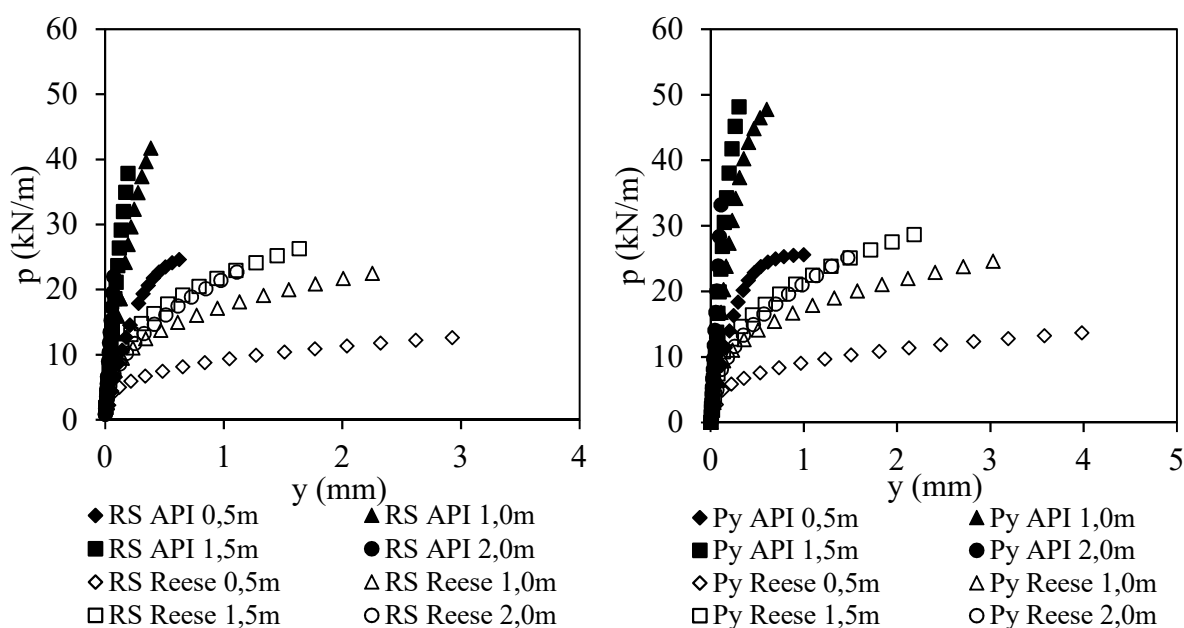 60
50
40
30
20
10
0
p (kN/m)
0 1 2 3 4
y (mm)
RS API 0,5m RS API 1,0m
RS API 1,5m RS API 2,0m
RS Reese 0,5m RS Reese 1,0m
RS Reese 1,5m RS Reese 2,0m
60
50
40
30
20
10
0
p (kN/m)
0 1 2 3 4 5
y (mm)
Py API 0,5m Py API 1,0m
Py API 1,5m Py API 2,0m
Py Reese 0,5m Py Reese 1,0m
Py Reese 1,5m Py Reese 2,0m